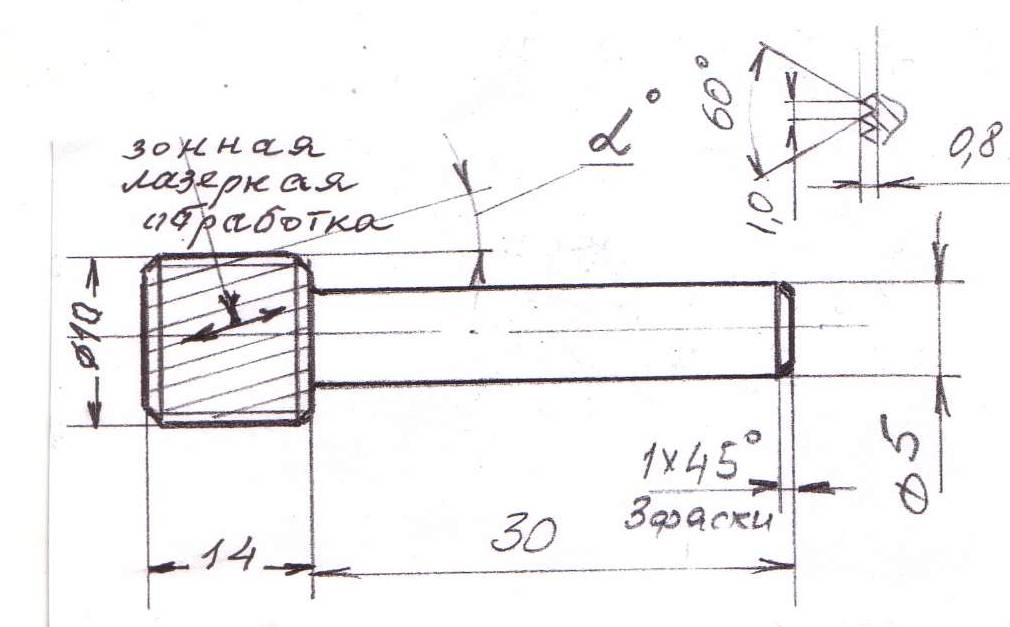 зонная
лазерная
обработка
α°
60°
1,0
0,8
⌀10
1×45°
3 фаски
⌀5
14
30